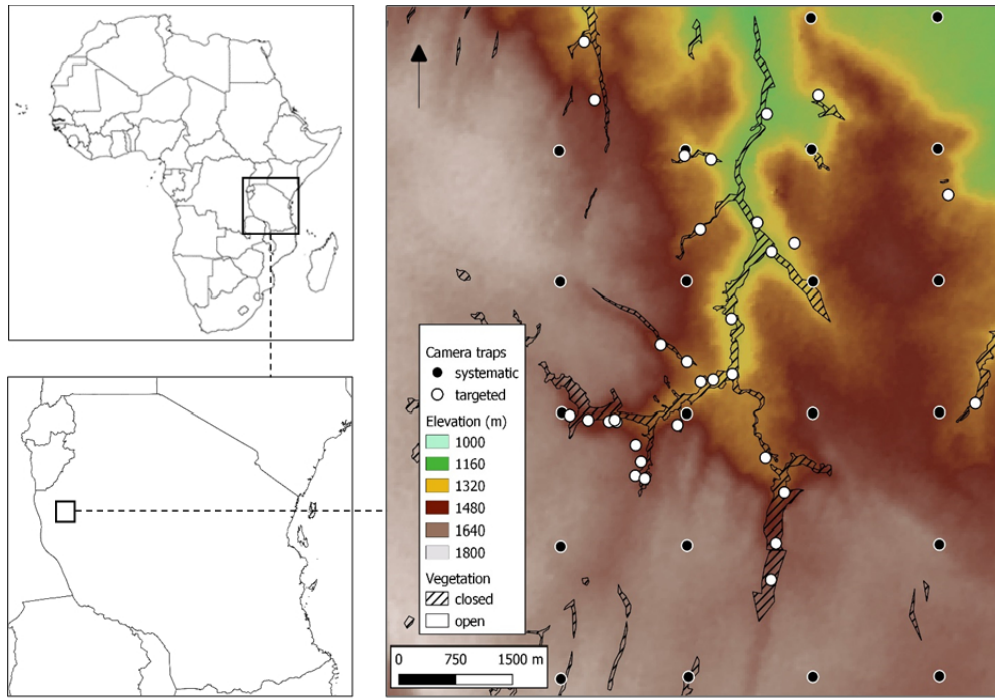 Camera traps
systematic
targeted
Elevation (m)
1000
1160
1320
1480
1640
1800
Vegetation
closed
open
0 750 1500 m